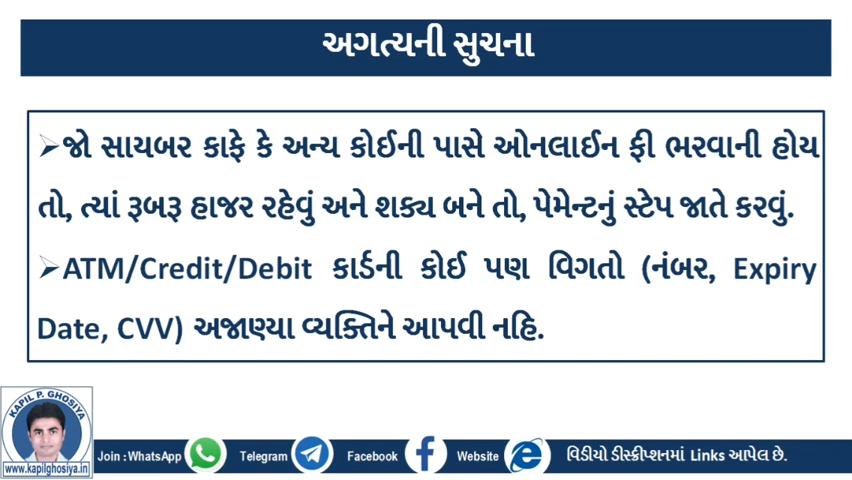 અગત્યની સુચના
➢જો સાયબર કાફે કે અન્ય કોઈની પાસે ઓનલાઈન ફી ભરવાની હોય
તો, ત્યાં રૂબરૂ હાજર રહેવું અને શક્ય બને તો, પેમેન્ટનું સ્ટેપ જાતે કરવું.
➢ATM/Credit/Debit કાર્ડની કોઈ પણ વિગતો (નંબર, Expiry
Date, CVV) અજાણ્યા વ્યક્તિને આપવી નહિ.
KAPIL P. GHOSIYA
www.kapilghosiya.in
Join : WhatsApp Telegram Facebook Website વિડીયો ડીસ્ક્રીપ્શનમાં Links આપેલ છે.